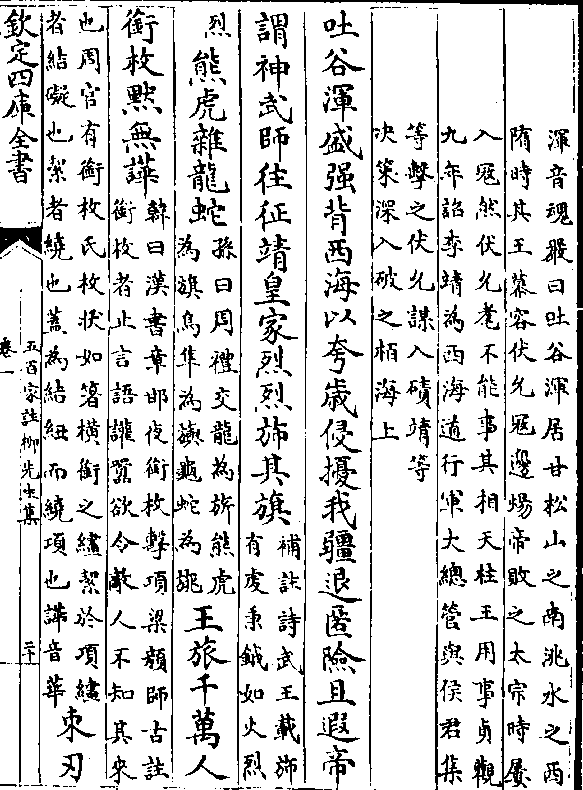 渾音魂殷曰吐谷渾居甘松山之南洮水之西
隋時其王慕容伏允冦邊煬帝敗之太宗時屢
入冦然伏允耄不能事其相天柱王用事貞觀
九年詔李靖為西海道行軍大總管與侯君集
等擊之伏允謀入磧靖等
决策深入破之栢海上
吐谷渾盛强背西海以夸歳侵擾我疆退匿險且遐帝
謂神武師往征靖皇家烈烈斾其旗補註詩武王載斾有虔秉鉞如火烈
烈熊虎雜龍蛇孫曰周禮交龍為旂熊虎為旗鳥隼為旟龜蛇為旐王旅千萬人
銜枚黙無譁韓曰漢書章邯夜銜枚擊項梁顔師古註銜枚者止言語讙嚻欲令敵人不知其來
也周官有銜枚氏枚狀如箸横銜之繣絜於項繣者結礙也絜者繞也蓋為結紐而繞項也譁音華束刃
欽定四庫全書
卷一
五百家註柳先生集
二十